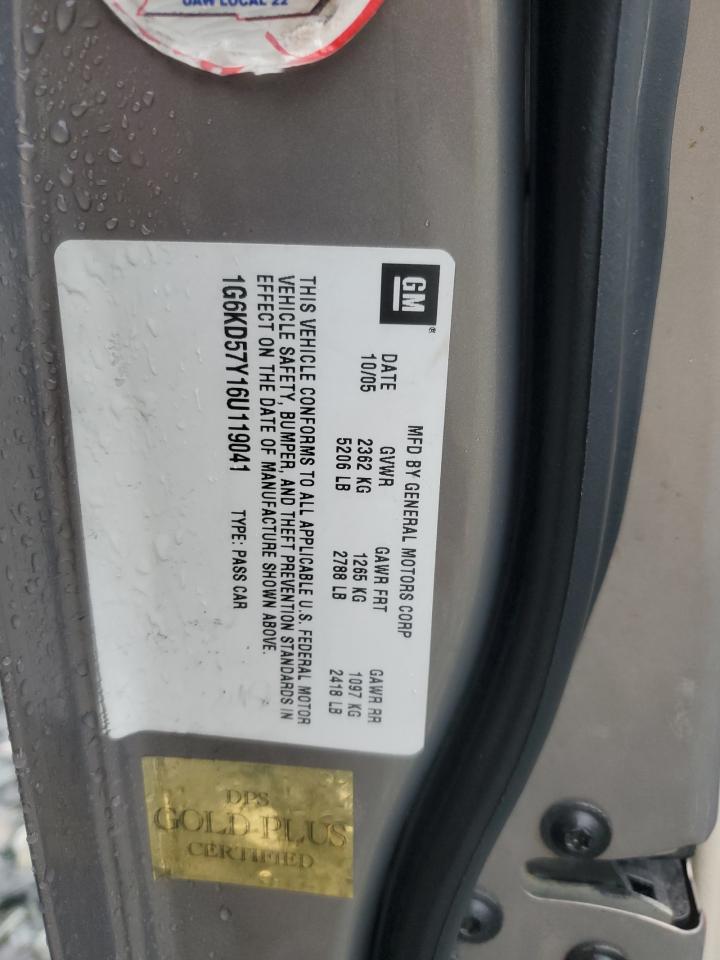 UAW LOCAL 22
GM®
MFD BY GENERAL MOTORS CORP
DATE GVWR GAWR FRT GAWR RR
10/05 2362 KG 1265 KG 1097 KG
5206 LB 2788 LB 2418 LB
THIS VEHICLE CONFORMS TO ALL APPLICABLE U.S. FEDERAL MOTOR
VEHICLE SAFETY, BUMPER, AND THEFT PREVENTION STANDARDS IN
EFFECT ON THE DATE OF MANUFACTURE SHOWN ABOVE.
1G6KD57Y16U119041 TYPE: PASS CAR
DPS
GOLD PLUS
CERTIFIED